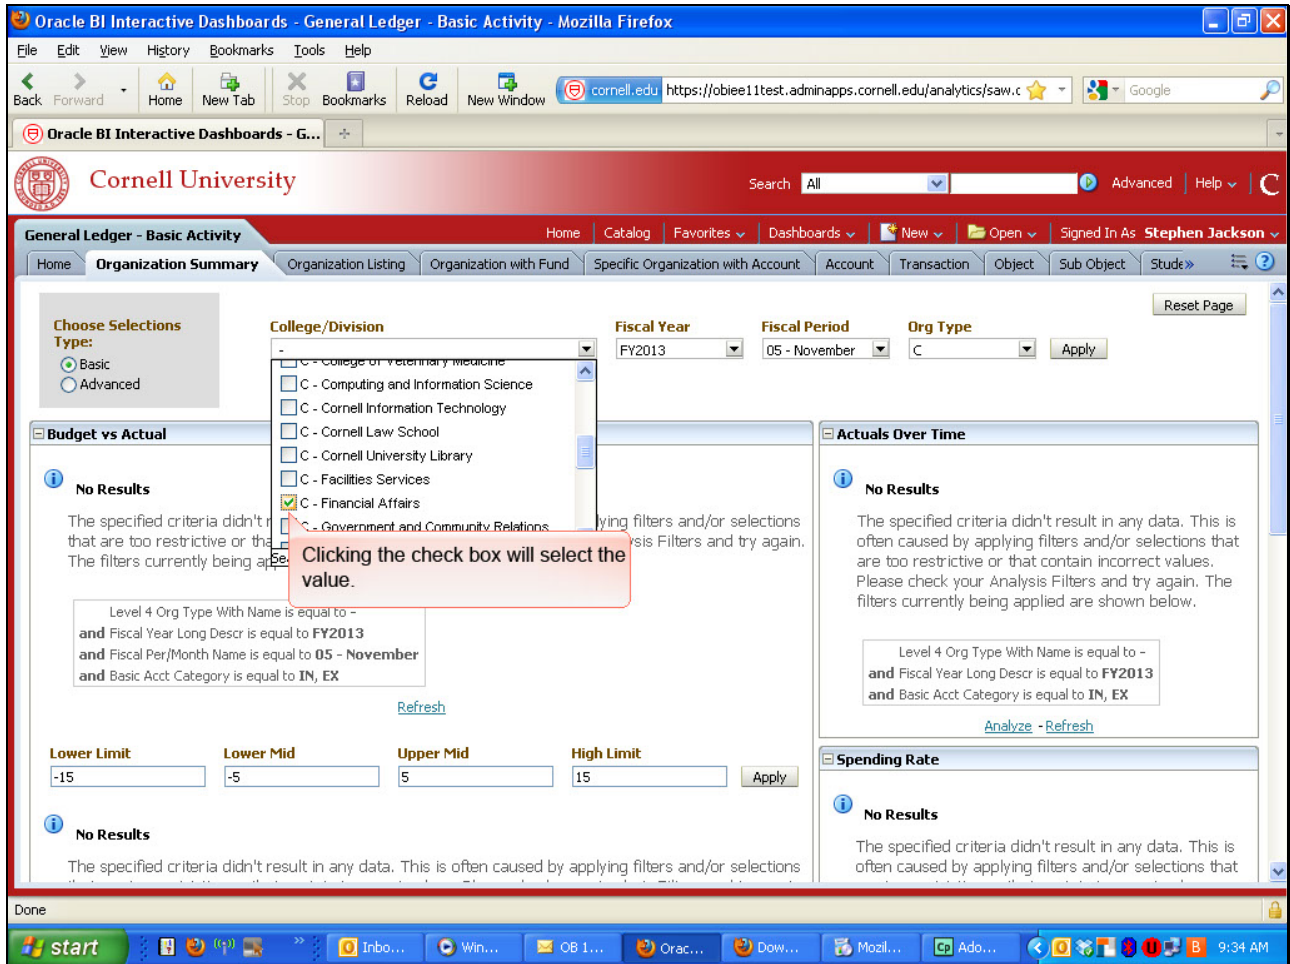 Oracle BI Interactive Dashboards - General Ledger - Basic Activity - Mozilla Firefox
File Edit View History Bookmarks Tools Help
Back Forward Home New Tab Stop Bookmarks Reload New Window cornell.edu https://obiee11test.adminapps.cornell.edu/analytics/saw.c Google
Oracle BI Interactive Dashboards - G...
Cornell University
Search All Advanced Help
General Ledger - Basic Activity
Home Catalog Favorites Dashboards New Open Signed In As Stephen Jackson
Home Organization Summary Organization Listing Organization with Fund Specific Organization with Account Account Transaction Object Sub Object Stude»
Reset Page
Choose Selections Type:
Basic
Advanced
College/Division Fiscal Year Fiscal Period Org Type
- FY2013 05 - November C Apply
C - College of Veterinary Medicine
C - Computing and Information Science
C - Cornell Information Technology
C - Cornell Law School
C - Cornell University Library
C - Facilities Services
C - Financial Affairs
C - Government and Community Relations
Clicking the check box will select the
value.
Budget vs Actual
No Results
The specified criteria didn't
lying filters and/or selections
that are too restrictive or
sis Filters and try again.
The filters currently being
Level 4 Org Type With Name is equal to -
and Fiscal Year Long Descr is equal to FY2013
and Fiscal Per/Month Name is equal to 05 - November
and Basic Acct Category is equal to IN, EX
Refresh
Lower Limit Lower Mid Upper Mid High Limit
-15 -5 5 15 Apply
No Results
The specified criteria didn't result in any data. This is often caused by applying filters and/or selections
Actuals Over Time
No Results
The specified criteria didn't result in any data. This is
often caused by applying filters and/or selections that
are too restrictive or that contain incorrect values.
Please check your Analysis Filters and try again. The
filters currently being applied are shown below.
Level 4 Org Type With Name is equal to -
and Fiscal Year Long Descr is equal to FY2013
and Basic Acct Category is equal to IN, EX
Analyze - Refresh
Spending Rate
No Results
The specified criteria didn't result in any data. This is
often caused by applying filters and/or selections that
Done
start Inbo... Win... OB 1... Orac... Dow... Mozil... Ado... 9:34 AM